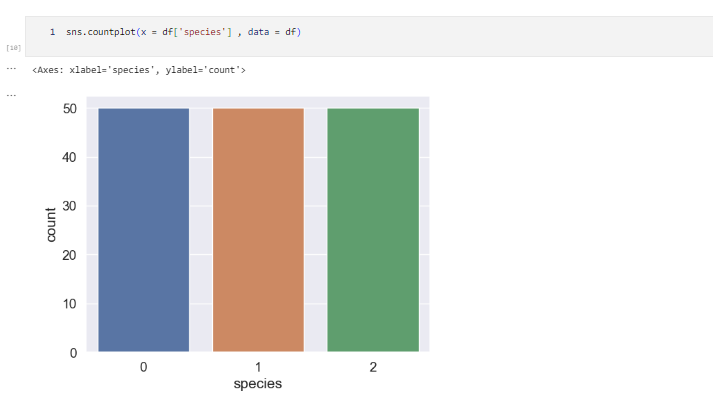 1 sns.countplot(x = df['species'] , data = df)
[10]
... <Axes: xlabel='species', ylabel='count'>
...
50
40
30
20
10
0
count
0 1 2
species